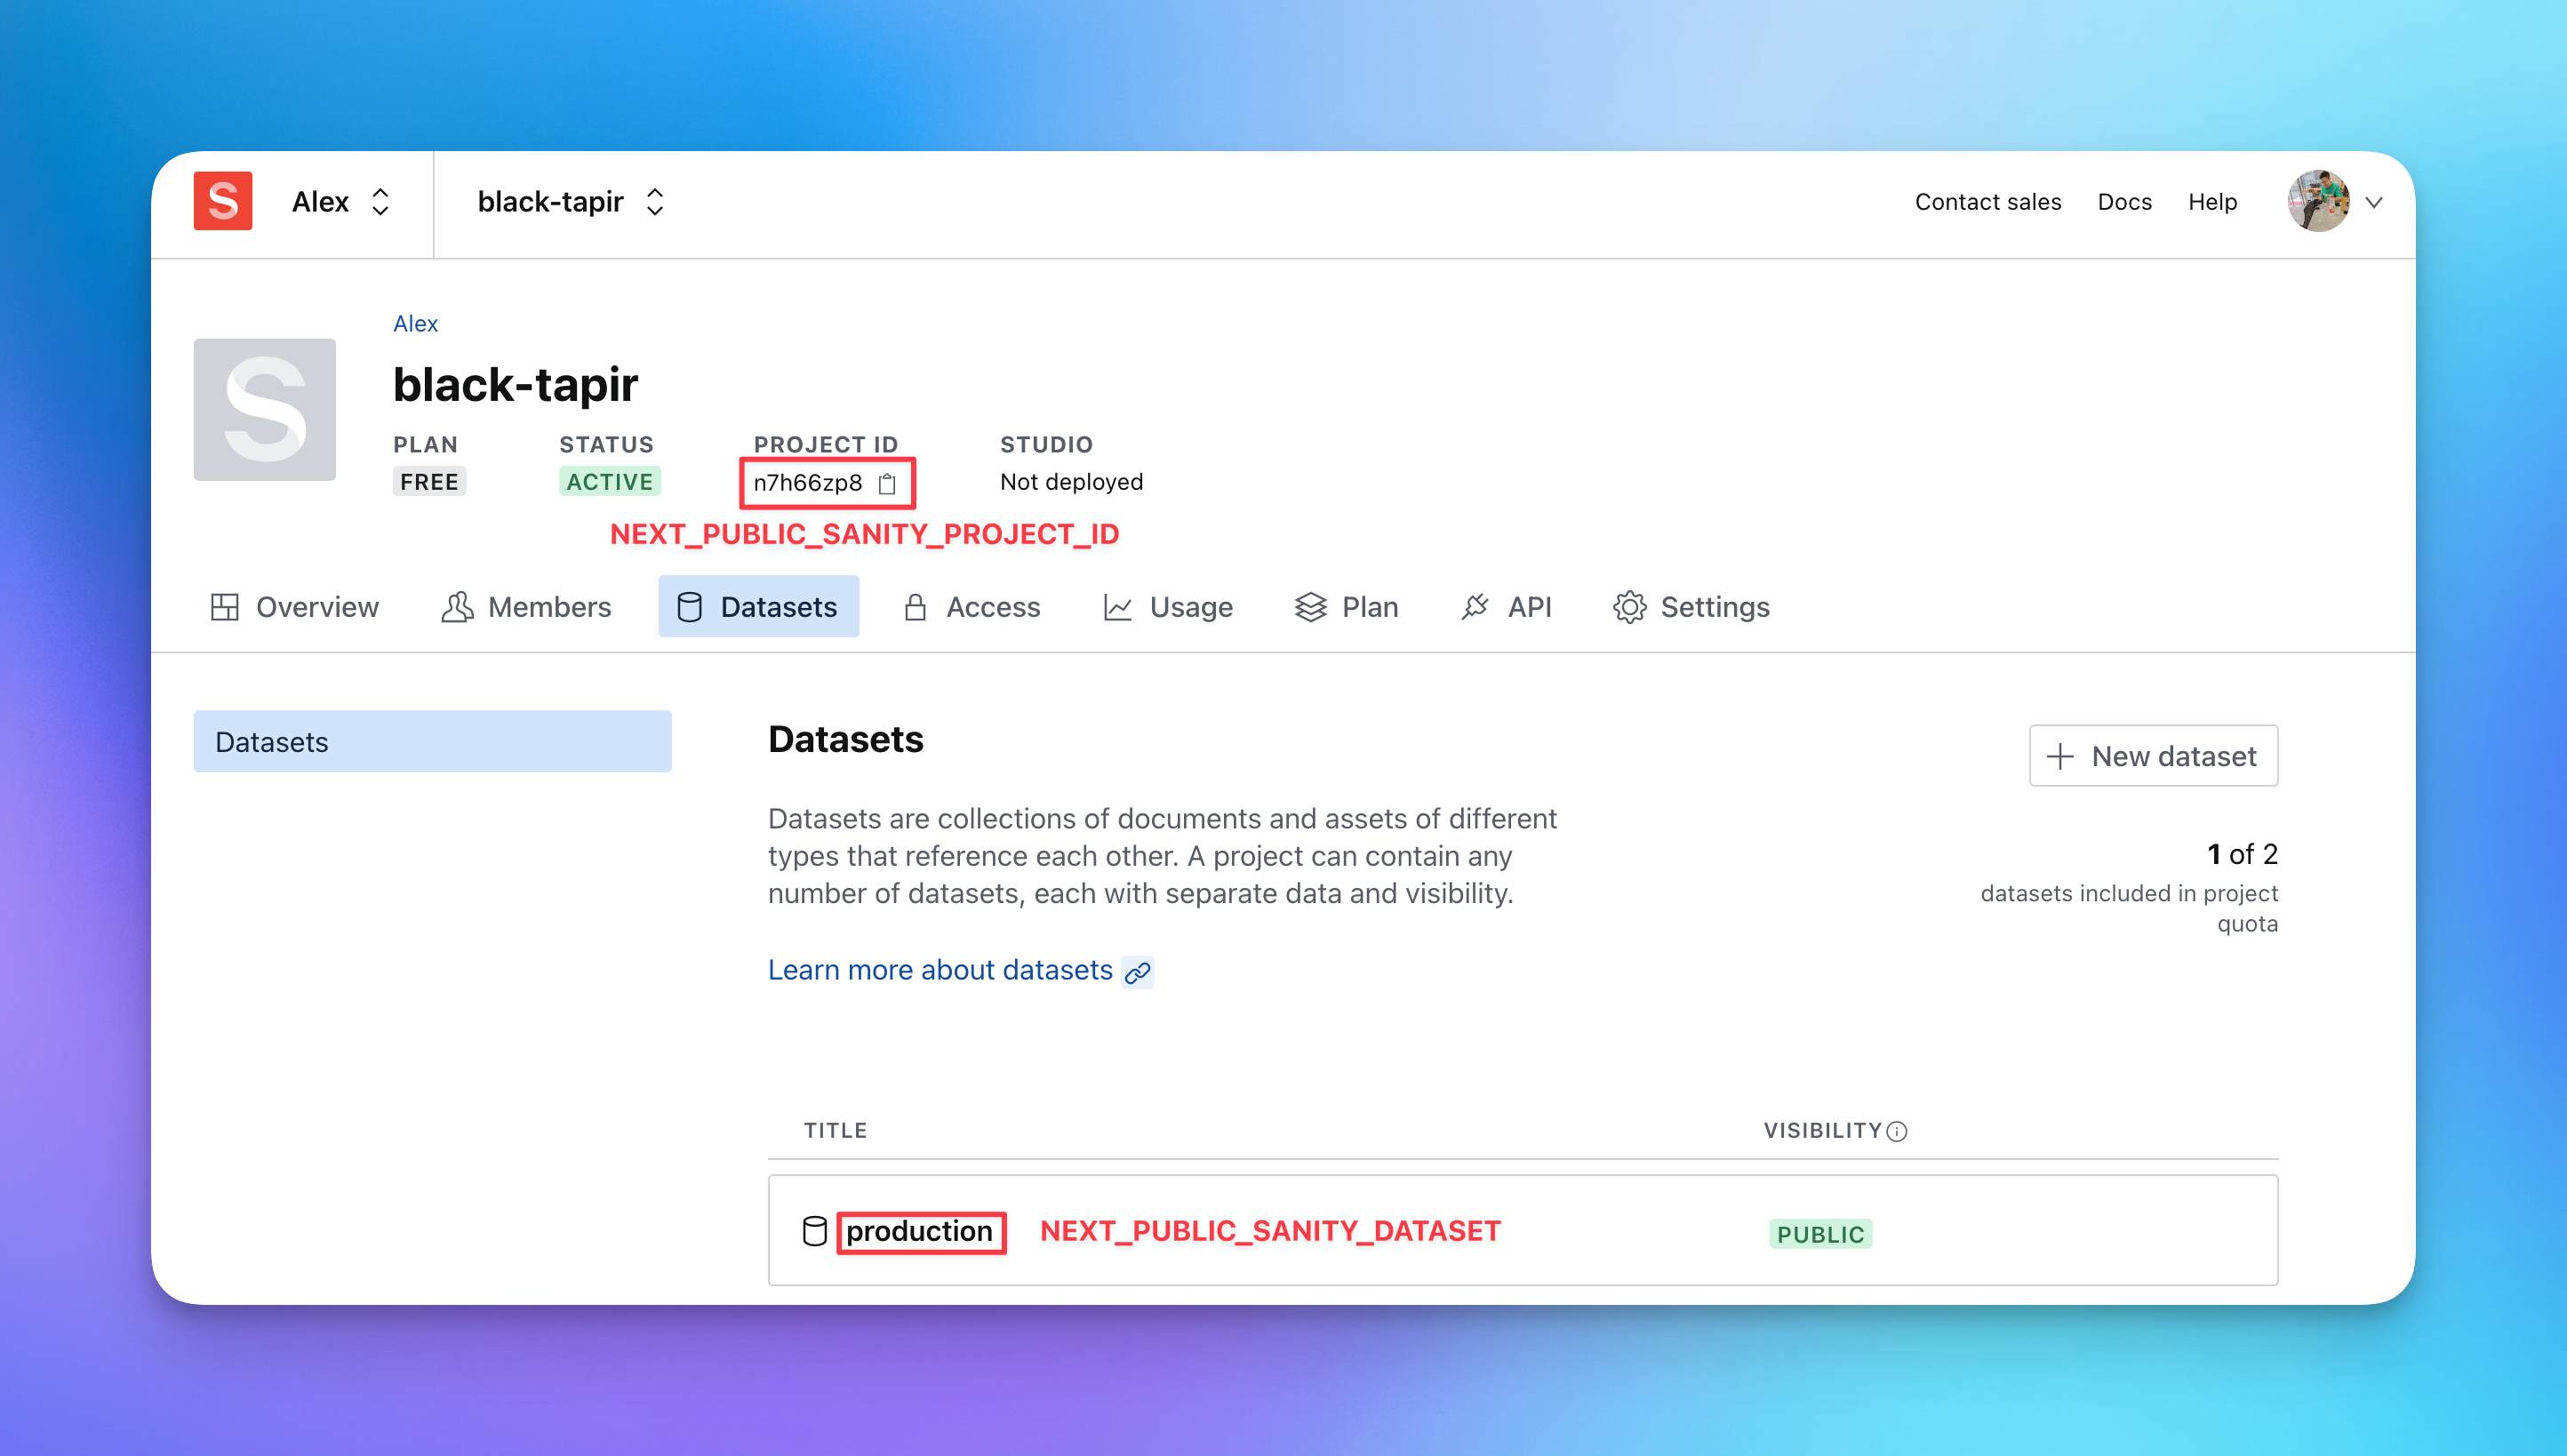 S Alex black-tapir Contact sales Docs Help
Alex
S
black-tapir
PLAN STATUS PROJECT ID STUDIO
FREE ACTIVE n7h66zp8 Not deployed
NEXT_PUBLIC_SANITY_PROJECT_ID
Overview Members Datasets Access Usage Plan API Settings
Datasets
Datasets
New dataset
Datasets are collections of documents and assets of different
types that reference each other. A project can contain any
number of datasets, each with separate data and visibility.
1 of 2
datasets included in project
quota
Learn more about datasets
TITLE VISIBILITY
production NEXT_PUBLIC_SANITY_DATASET PUBLIC